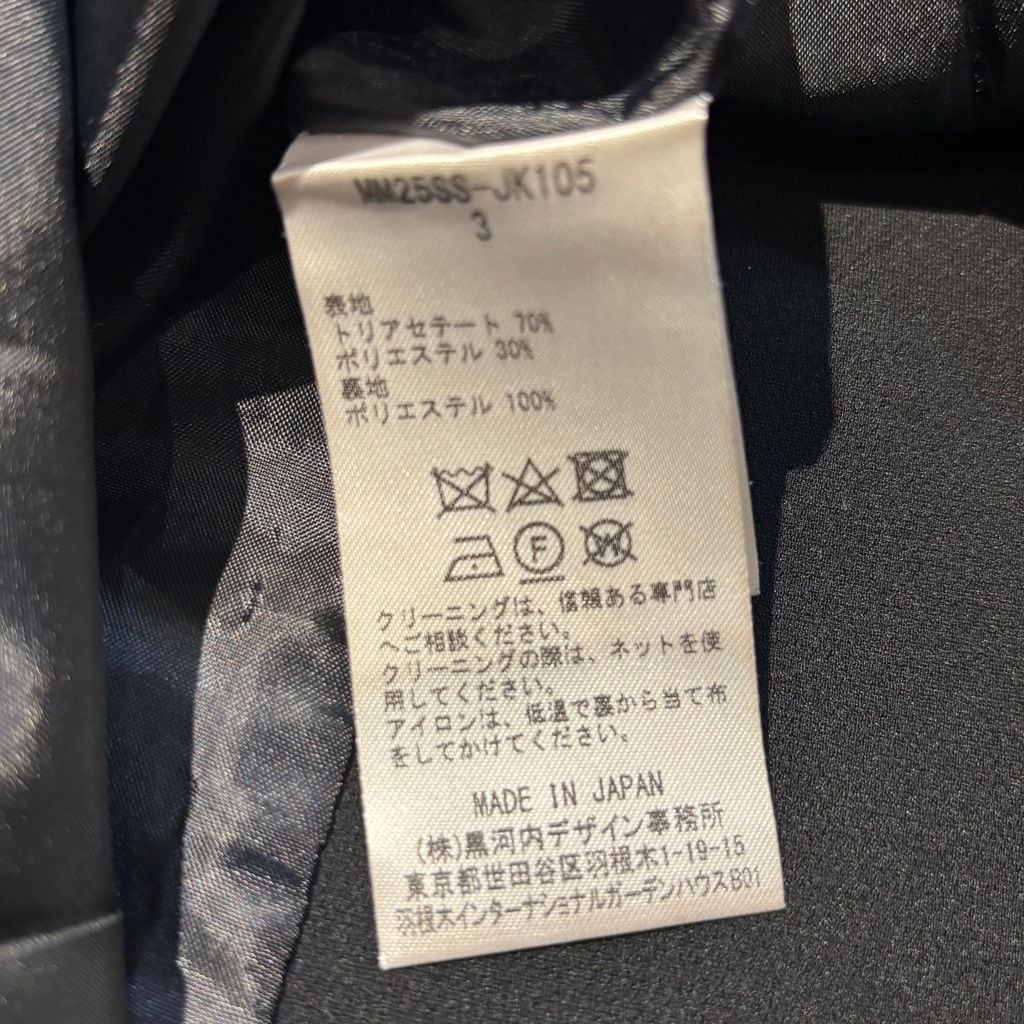 MM25SS-JK105
3
表地
トリアセテート 70%
ポリエステル 30%
裏地
ポリエステル 100%
F
W
クリーニングは、信頼ある専門店
へご相談ください。
クリーニングの際は、ネットを使
用してください。
アイロンは、低温で裏から当て布
をしてかけてください。
MADE IN JAPAN
(株)黒河内デザイン事務所
東京都世田谷区羽根木1-19-15
羽根木インターナショナルガーデンハウスB01